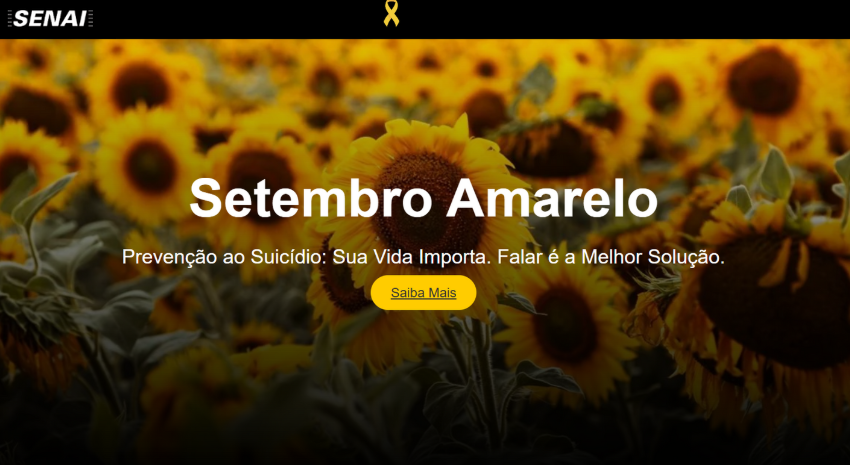 SENAI
Setembro Amarelo
Prevenção ao Suicídio: Sua Vida Importa. Falar é a Melhor Solução.
Saiba Mais